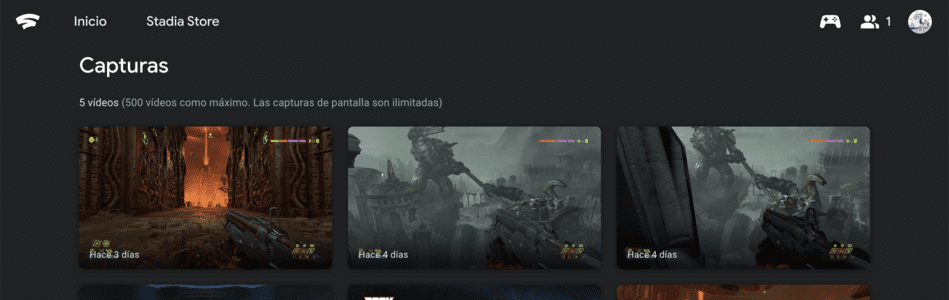 Inicio
Stadia Store
1
Capturas
5 vídeos (500 vídeos como máximo. Las capturas de pantalla son ilimitadas)
Hace 3 días
Hace 4 días
Hace 4 días